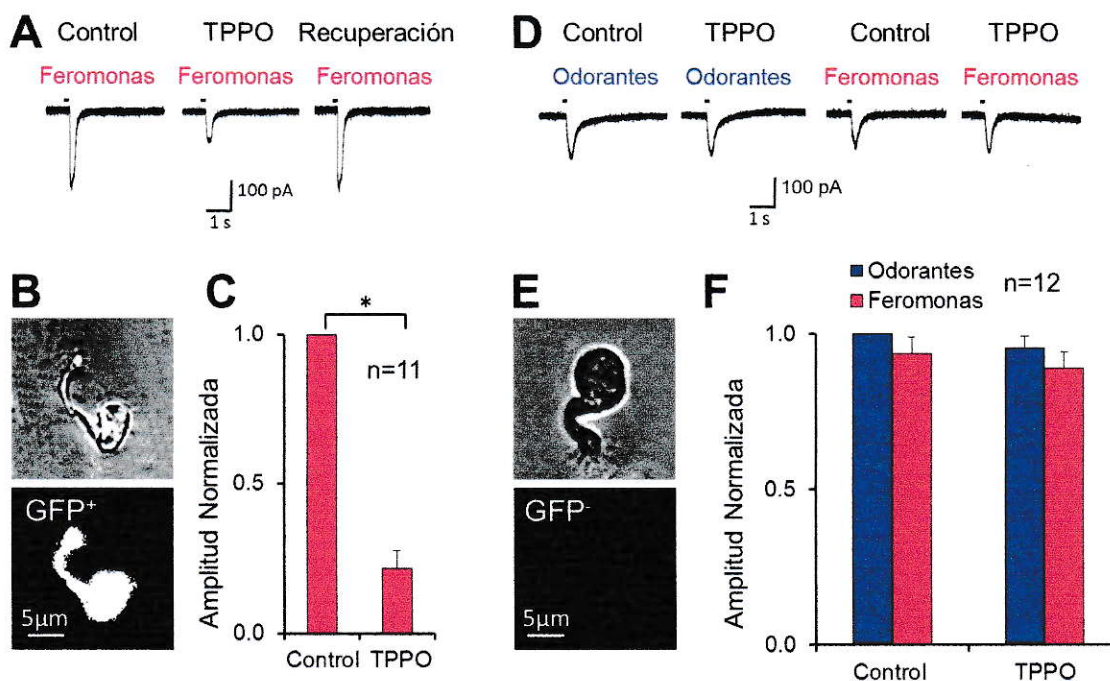 A
Control
TPPO
Recuperación
Feromonas
Feromonas
Feromonas
100 pA
1 s
D
Control
TPPO
Control
TPPO
Odorantes
Odorantes
Feromonas
Feromonas
100 pA
1 s
B
GFP+
5µm
C
*
n=11
Amplitud Normalizada
1.0
0.5
0.0
Control
TPPO
E
GFP-
5µm
F
Odorantes
Feromonas
n=12
Amplitud Normalizada
1.0
0.5
0.0
Control
TPPO